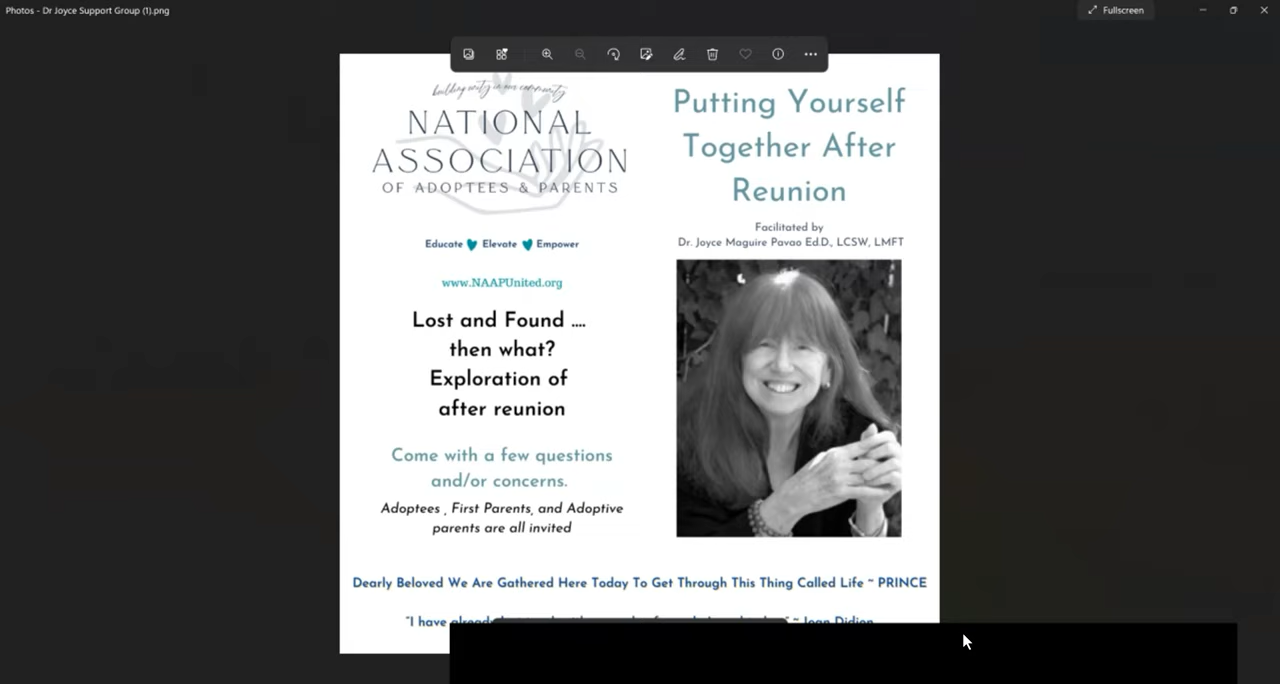 Photos - Dr Joyce Support Group (1).png
Fullscreen
building unity in our community
NATIONAL
ASSOCIATION
OF ADOPTEES & PARENTS
Educate Elevate Empower
www.NAAPUnited.org
Lost and Found ....
then what?
Exploration of
after reunion
Come with a few questions
and/or concerns.
Adoptees , First Parents, and Adoptive
parents are all invited
Putting Yourself
Together After
Reunion
Facilitated by
Dr. Joyce Maguire Pavao Ed.D., LCSW, LMFT
Dearly Beloved We Are Gathered Here Today To Get Through This Thing Called Life ~ PRINCE
"I have already ~ Joan Didion